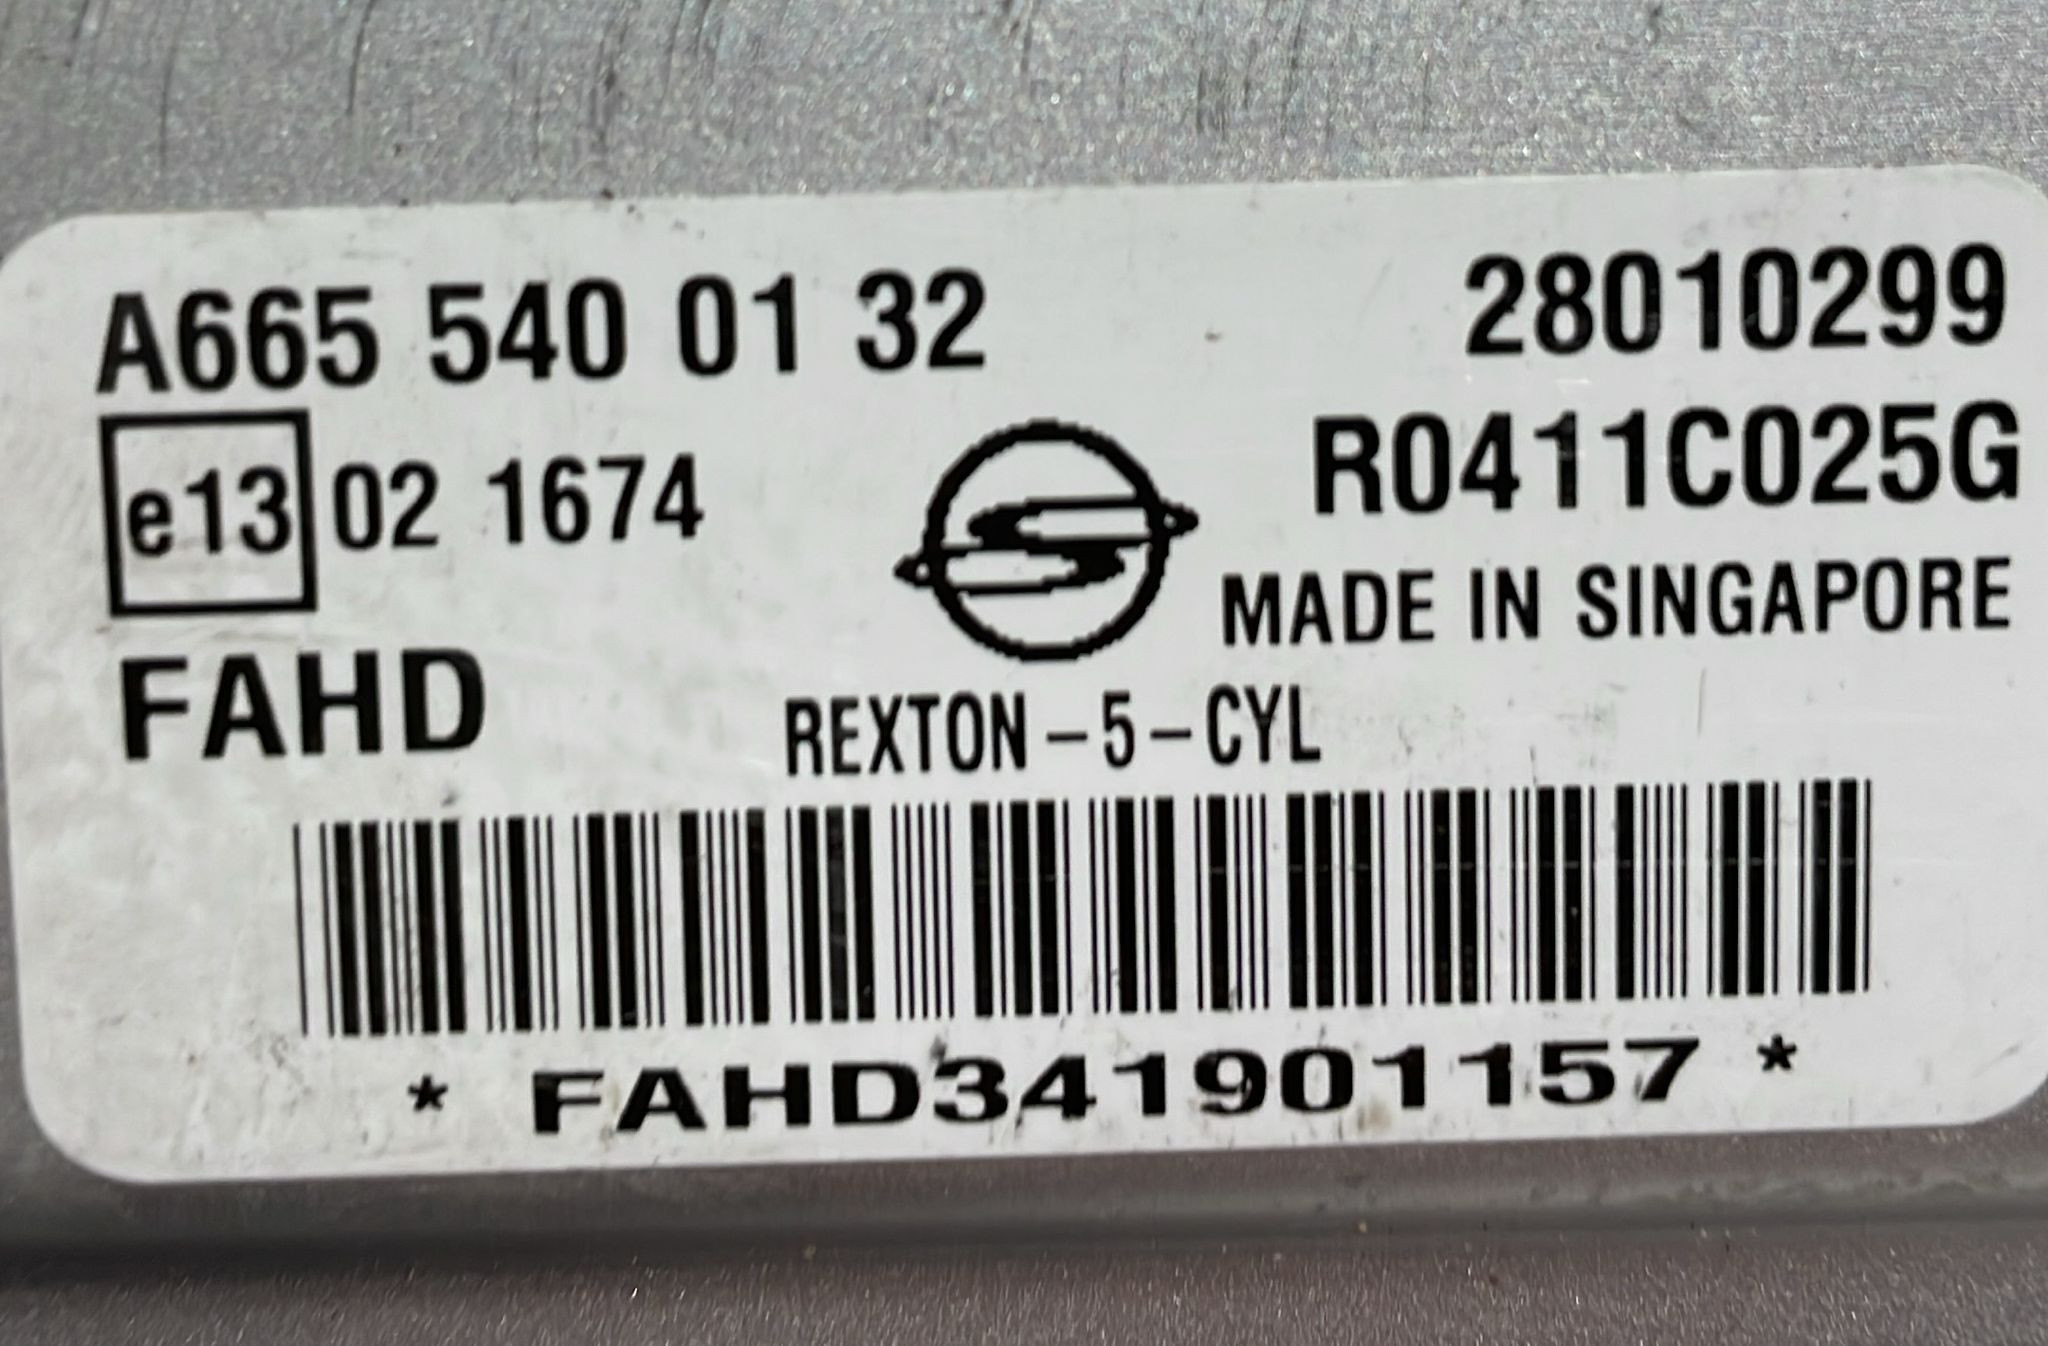 A665 540 01 32 28010299
e13 02 1674 R0411C025G
MADE IN SINGAPORE
FAHD
REXTON-5-CYL
* FAHD341901157 *